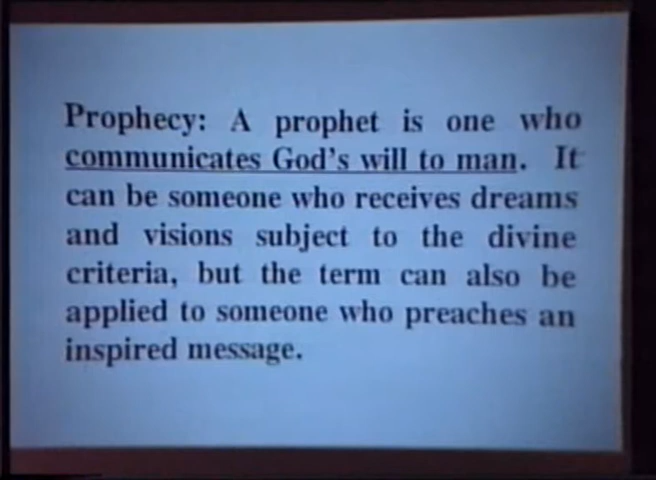 Prophecy: A prophet is one who
communicates God's will to man. It
can be someone who receives dreams
and visions subject to the divine
criteria, but the term can also be
applied to someone who preaches an
inspired message.